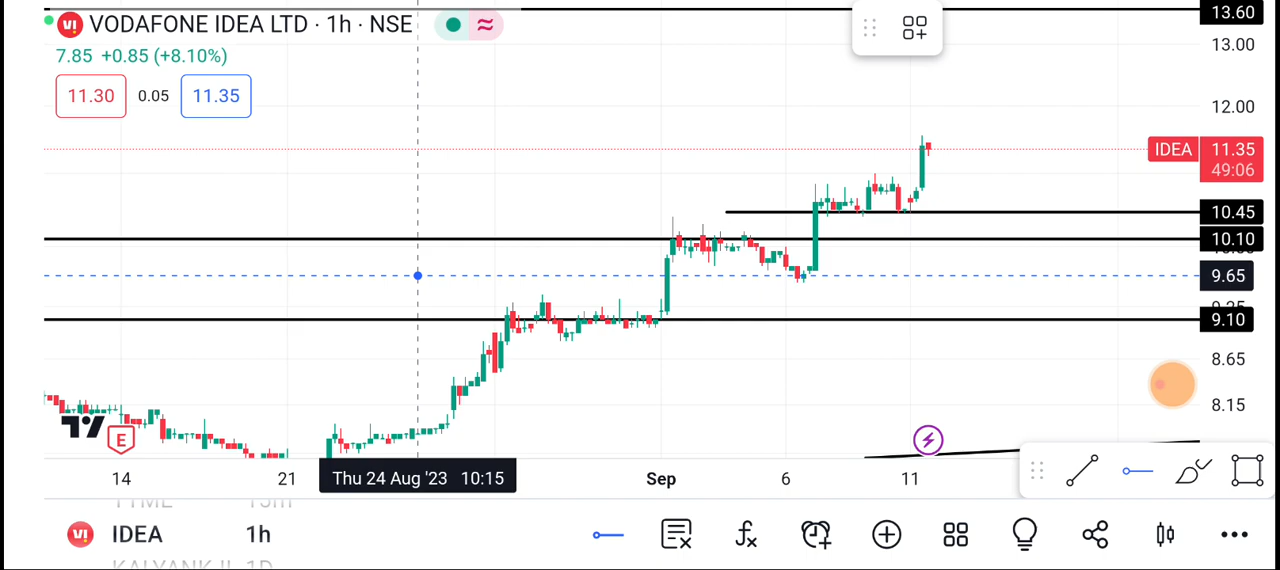 13.60
VODAFONE IDEA LTD · 1h · NSE
13.00
7.85 +0.85 (+8.10%)
11.30 0.05 11.35
12.00
IDEA 11.35
49:06
10.45
10.10
9.65
9.10
8.65
8.15
E
14 21 Thu 24 Aug '23 10:15 Sep 6 11
IDEA 1h